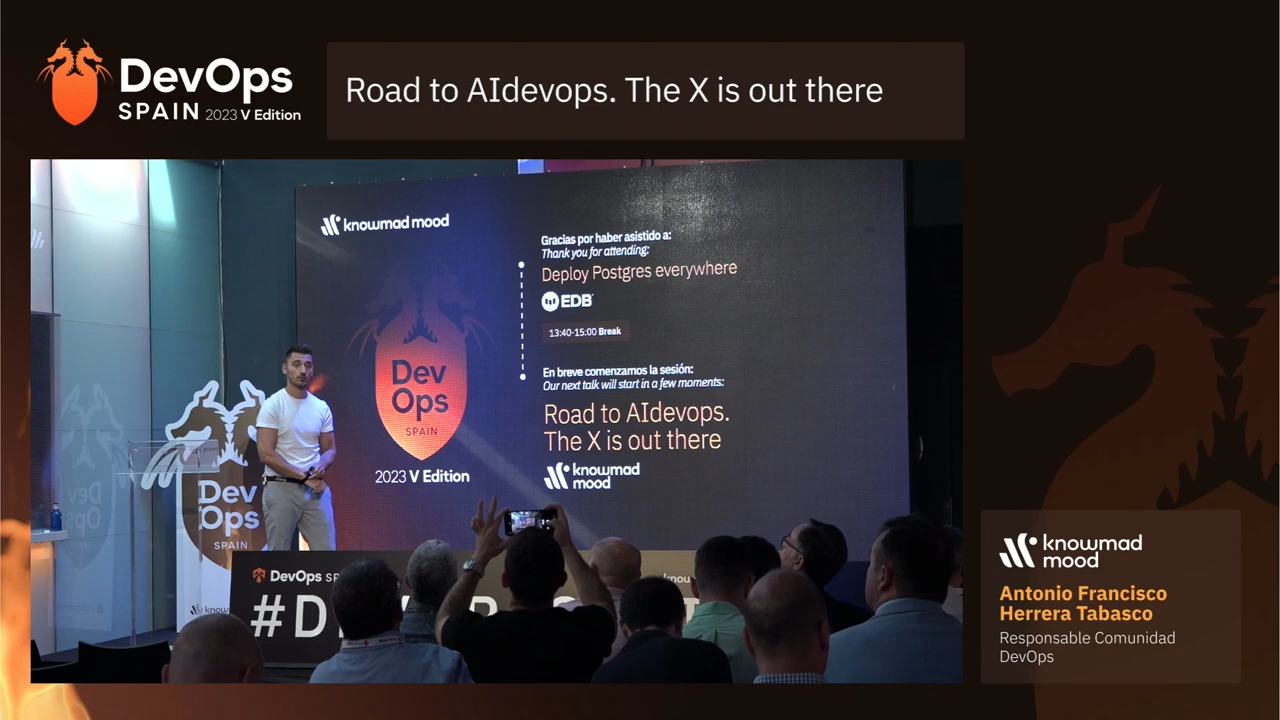 DevOps
SPAIN 2023 V Edition
Road to AIdevops. The X is out there
knowmad mood
Gracias por haber asistido a:
Thank you for attending:
Deploy Postgres everywhere
EDB
13:40-15:00 Break
En breve comenzamos la sesión:
Our next talk will start in a few moments:
Road to AIdevops.
The X is out there
knowmad
mood
Dev
Ops
SPAIN
2023 V Edition
Dev
Ops
SPAIN
DevOps
knowmad
mood
Antonio Francisco
Herrera Tabasco
Responsable Comunidad
DevOps